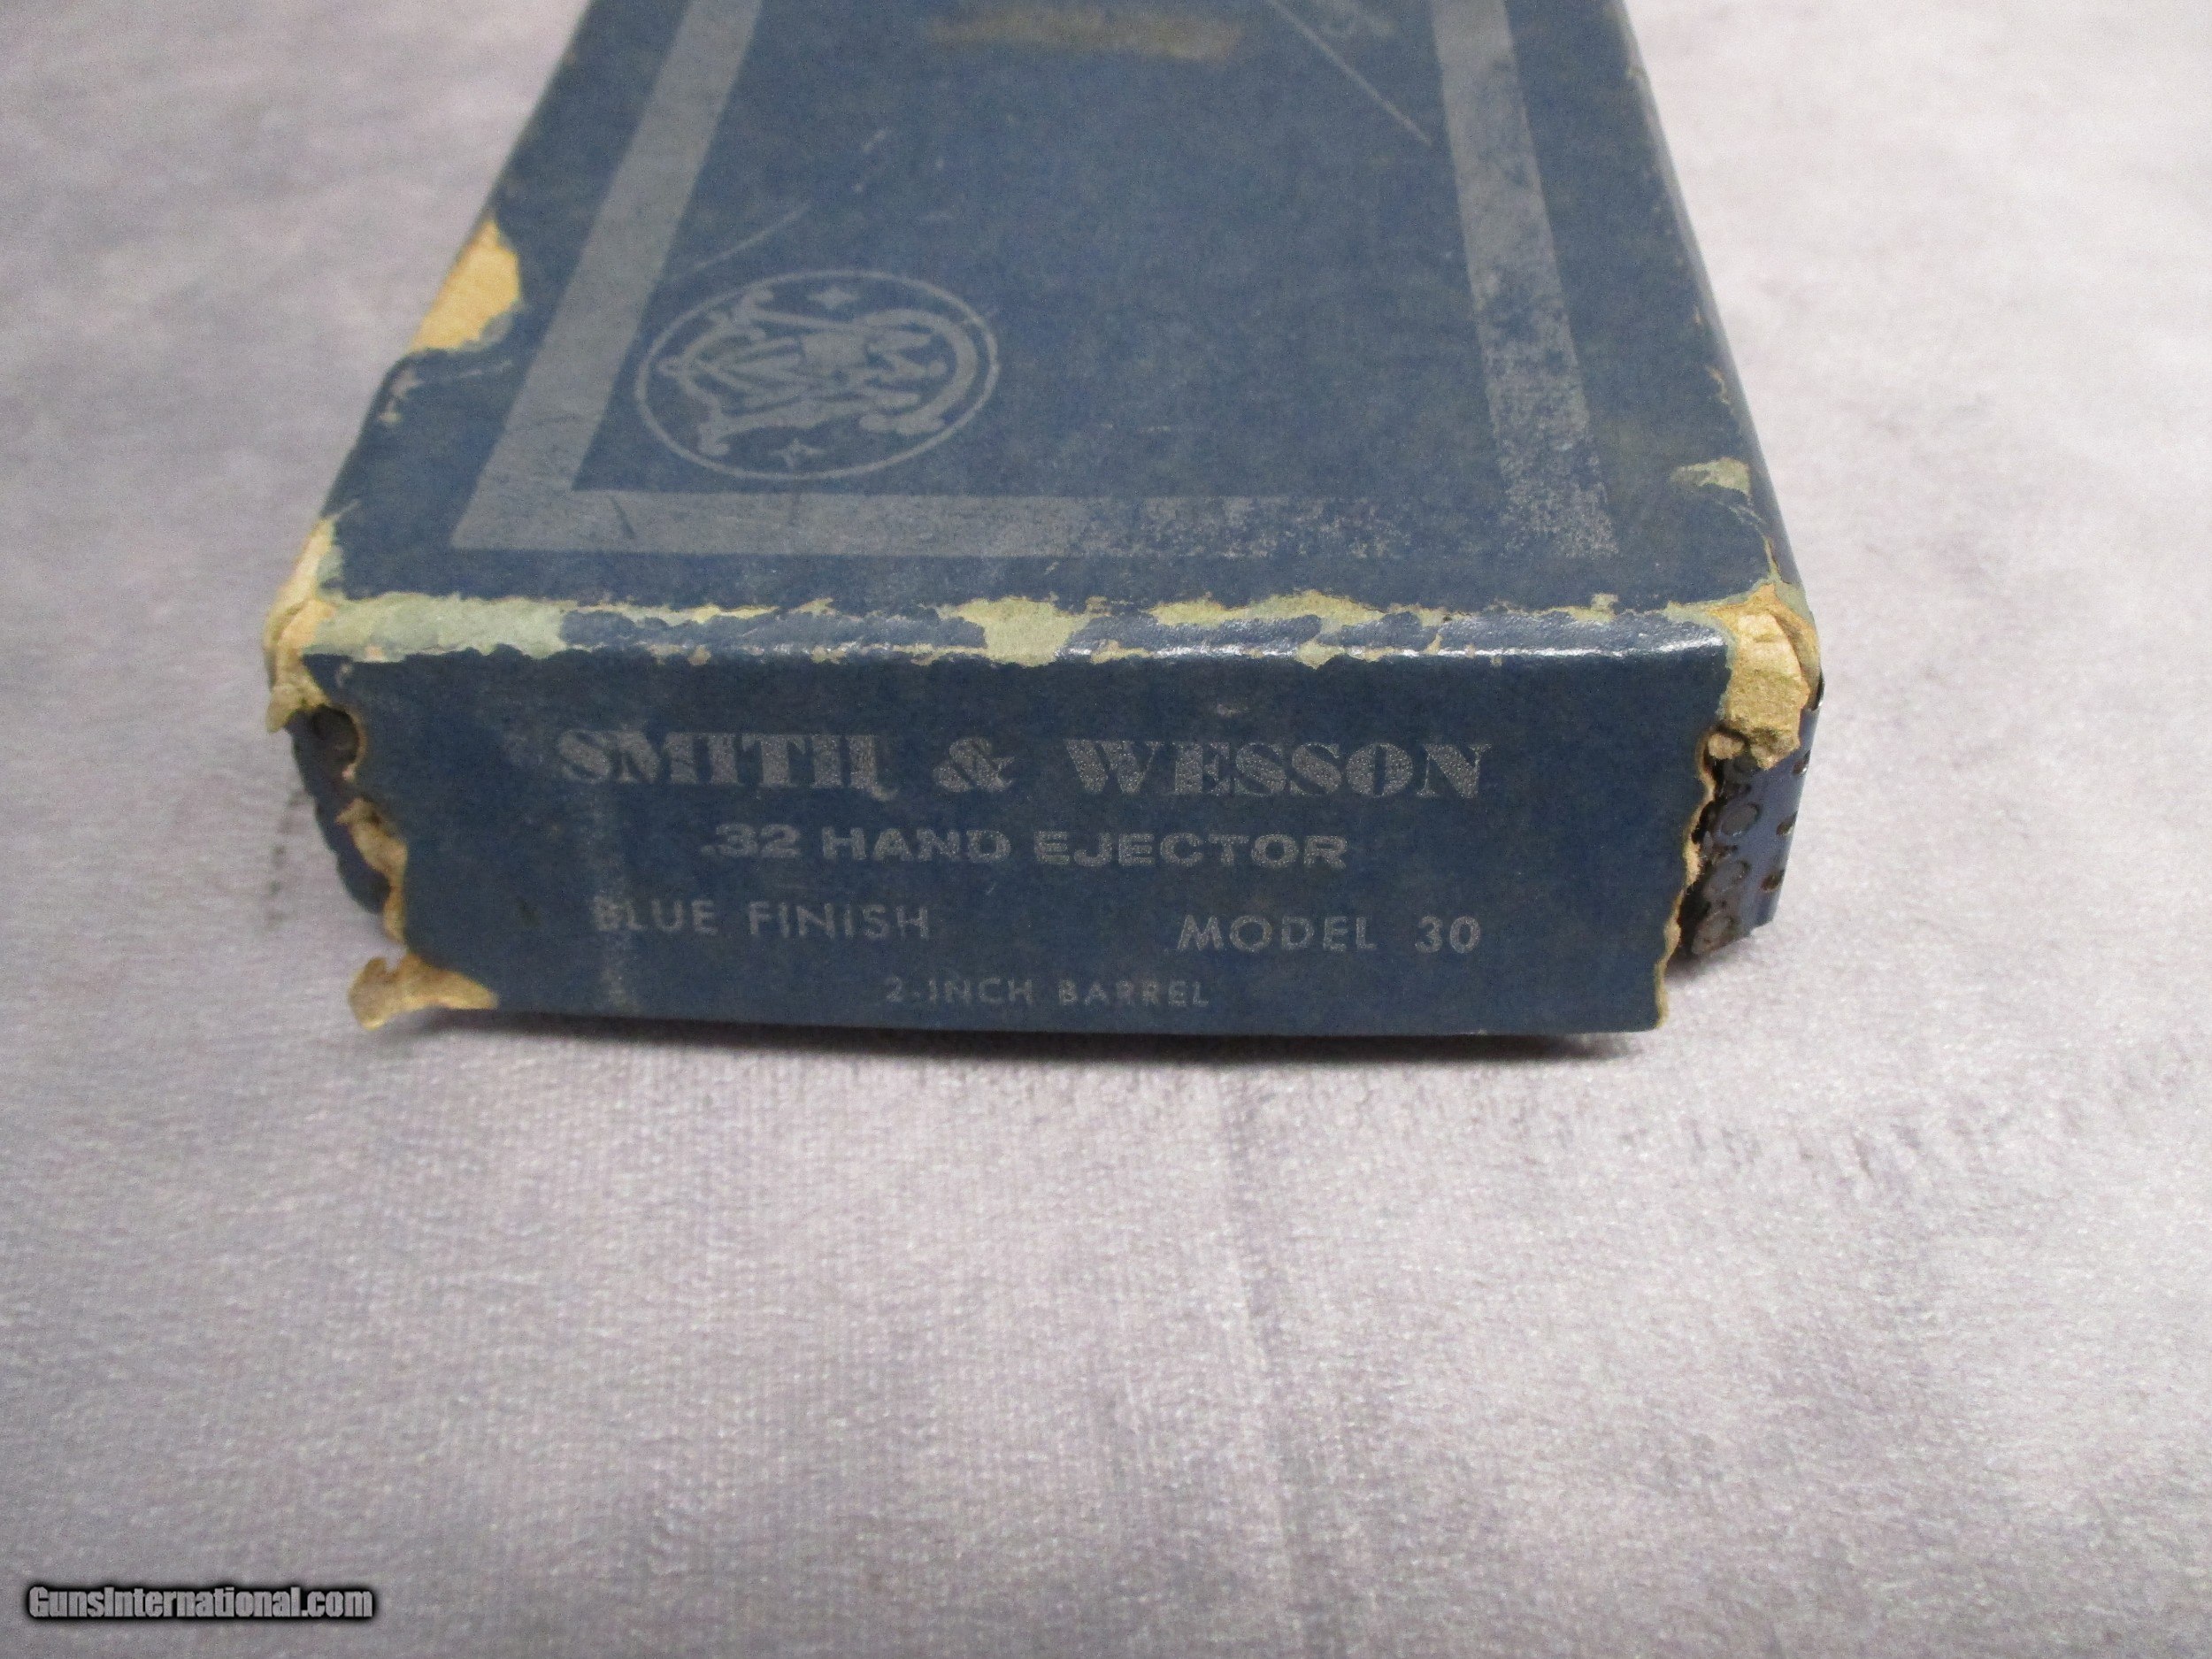 SMITH & WESSON
.32 HAND EJECTOR
BLUE FINISH MODEL 30
2-INCH BARREL
GunsInternational.com